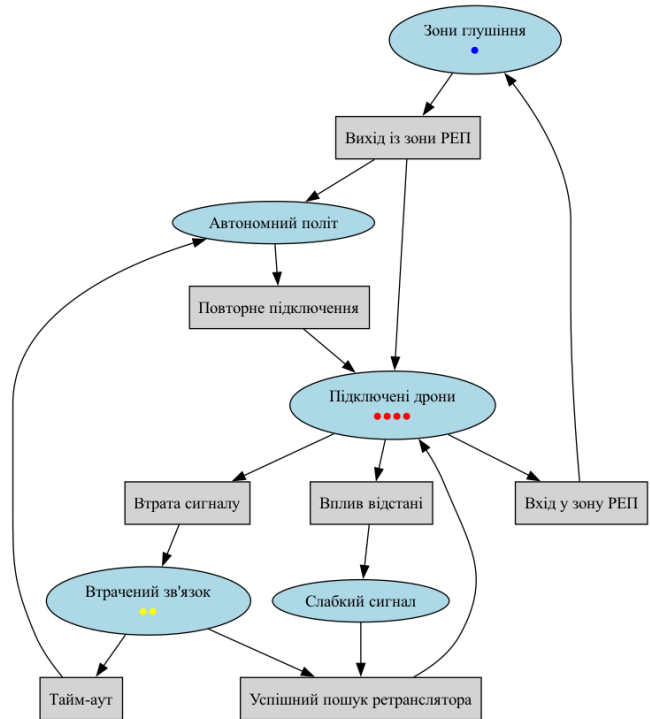 Зони глушіння
Вихід із зони РЕП
Автономний політ
Повторне підключення
Підключені дрони
Втрата сигналу
Вплив відстані
Вхід у зону РЕП
Втрачений зв'язок
Слабкий сигнал
Тайм-аут
Успішний пошук ретранслятора